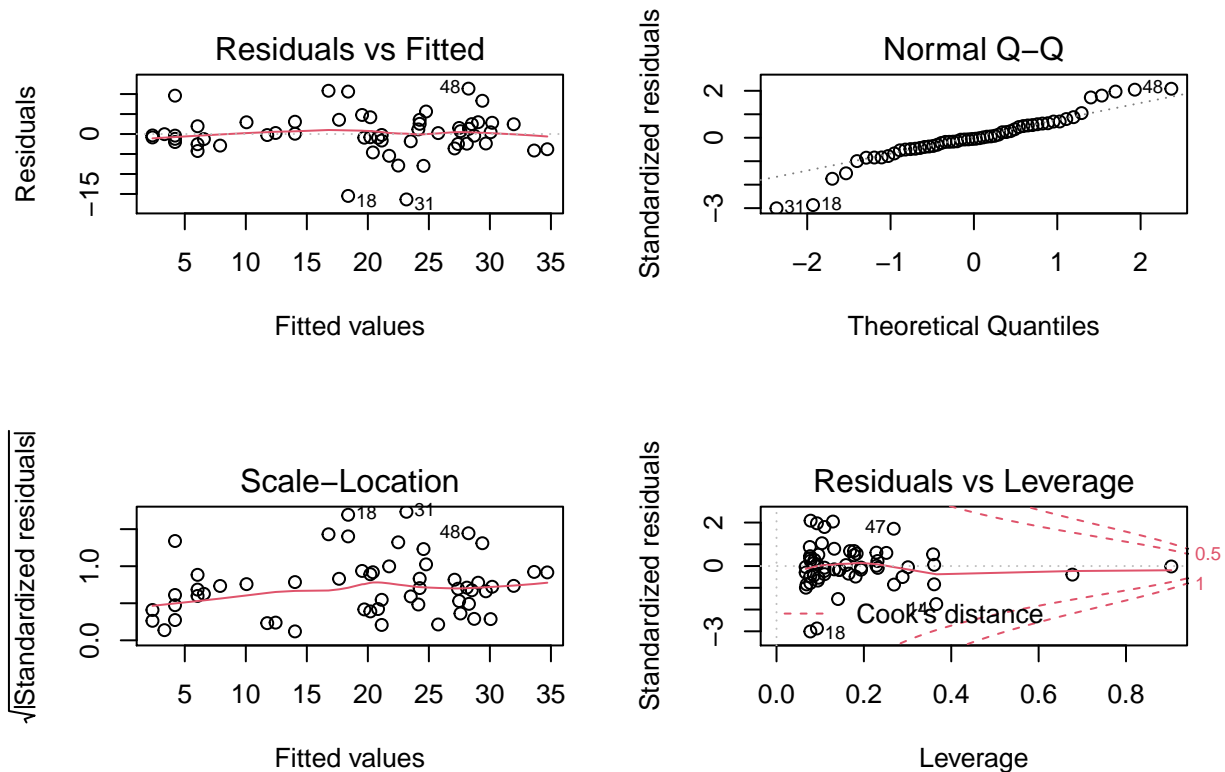 Residuals vs Fitted
Residuals
0
−15
48
18
31
5 10 15 20 25 30 35
Fitted values
Normal Q−Q
Standardized residuals
2
0
−3
48
31
18
−2 −1 0 1 2
Theoretical Quantiles
Scale−Location
√|Standardized residuals|
1.0
0.0
18
31
48
5 10 15 20 25 30 35
Fitted values
Residuals vs Leverage
Standardized residuals
2
0
−3
47
0.5
1
14
Cook's distance
18
0.0 0.2 0.4 0.6 0.8
Leverage